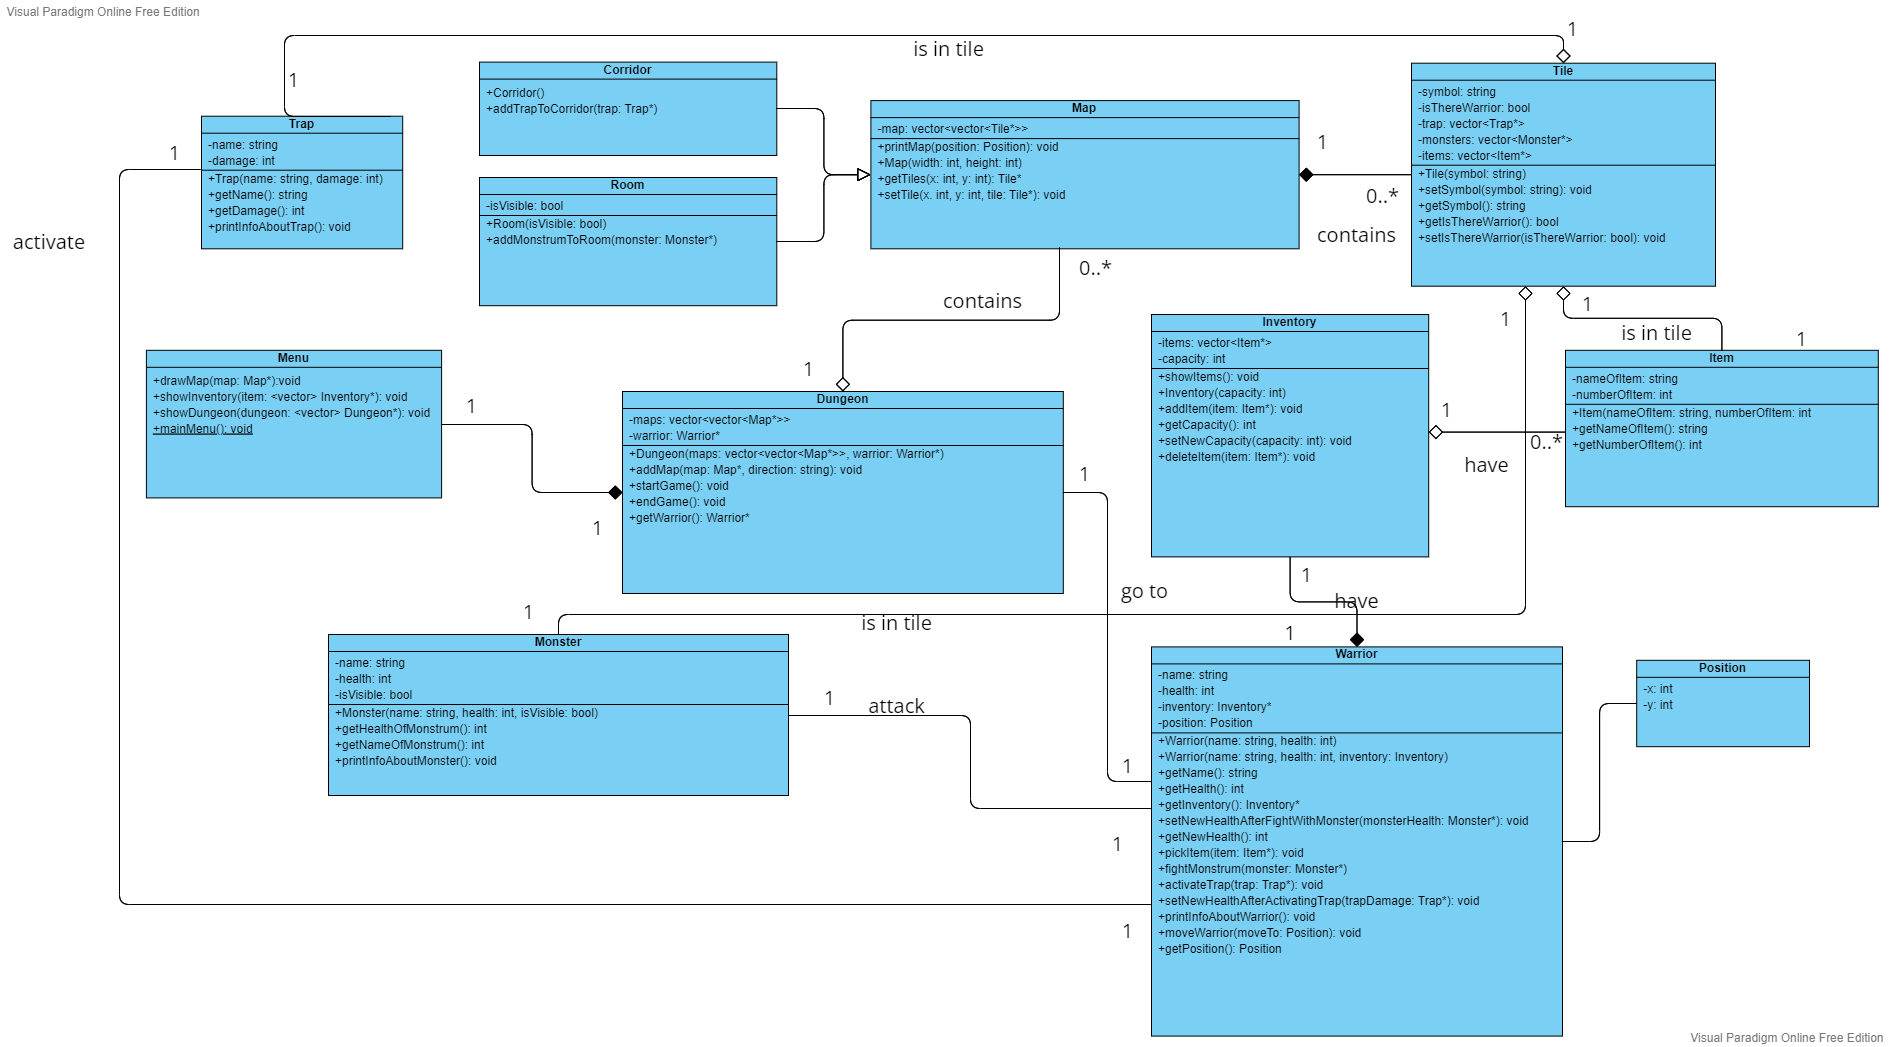 Visual Paradigm Online Free Edition
1
is in tile
1
Corridor
+Corridor()
+addTrapToCorridor(trap: Trap*)
Tile
-symbol: string
-isThereWarrior: bool
-trap: vector<Trap*>
-monsters: vector<Monster*>
-items: vector<Item*>
+Tile(symbol: string)
+setSymbol(symbol: string): void
+getSymbol(): string
+getIsThereWarrior(): bool
+setIsThereWarrior(isThereWarrior: bool): void
Map
-map: vector<vector<Tile*>>
+printMap(position: Position): void
+Map(width: int, height: int)
+getTiles(x: int, y: int): Tile*
+setTile(x. int, y: int, tile: Tile*): void
Trap
-name: string
-damage: int
+Trap(name: string, damage: int)
+getName(): string
+getDamage(): int
+printInfoAboutTrap(): void
1
activate
Room
-isVisible: bool
+Room(isVisible: bool)
+addMonstrumToRoom(monster: Monster*)
1
0..*
contains
0..*
contains
1
1
1
is in tile
1
Inventory
-items: vector<Item*>
-capacity: int
+showItems(): void
+Inventory(capacity: int)
+addItem(item: Item*): void
+getCapacity(): int
+setNewCapacity(capacity: int): void
+deleteItem(item: Item*): void
Item
-nameOfItem: string
-numberOfItem: int
+Item(nameOfItem: string, numberOfItem: int
+getNameOfItem(): string
+getNumberOfItem(): int
1
0..*
have
Menu
+drawMap(map: Map*):void
+showInventory(item: <vector> Inventory*): void
+showDungeon(dungeon: <vector> Dungeon*): void
+mainMenu(): void
1
1
Dungeon
-maps: vector<vector<Map*>>
-warrior: Warrior*
+Dungeon(maps: vector<vector<Map*>>, warrior: Warrior*)
+addMap(map: Map*, direction: string): void
+startGame(): void
+endGame(): void
+getWarrior(): Warrior*
1
go to
1
have
1
1
is in tile
Monster
-name: string
-health: int
-isVisible: bool
+Monster(name: string, health: int, isVisible: bool)
+getHealthOfMonstrum(): int
+getNameOfMonstrum(): int
+printInfoAboutMonster(): void
1
attack
1
1
1
Warrior
-name: string
-health: int
-inventory: Inventory*
-position: Position
+Warrior(name: string, health: int)
+Warrior(name: string, health: int, inventory: Inventory)
+getName(): string
+getHealth(): int
+getInventory(): Inventory*
+setNewHealthAfterFightWithMonster(monsterHealth: Monster*): void
+getNewHealth(): int
+pickItem(item: Item*): void
+fightMonstrum(monster: Monster*)
+activateTrap(trap: Trap*): void
+setNewHealthAfterActivatingTrap(trapDamage: Trap*): void
+printInfoAboutWarrior(): void
+moveWarrior(moveTo: Position): void
+getPosition(): Position
Position
-x: int
-y: int
Visual Paradigm Online Free Edition